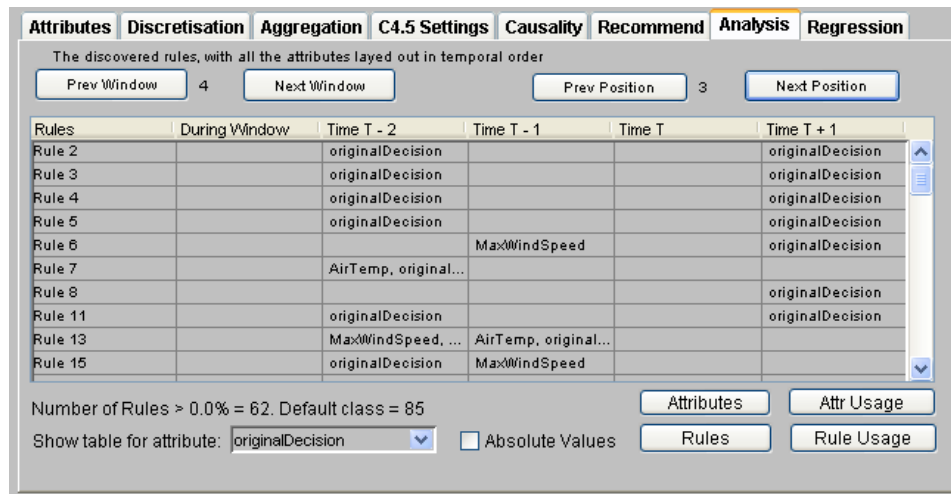 Attributes Discretisation Aggregation C4.5 Settings Causality Recommend Analysis Regression
The discovered rules, with all the attributes layed out in temporal order
Prev Window 4 Next Window Prev Position 3 Next Position
Rules During Window Time T - 2 Time T - 1 Time T Time T + 1
Rule 2 originalDecision originalDecision
Rule 3 originalDecision originalDecision
Rule 4 originalDecision originalDecision
Rule 5 originalDecision originalDecision
Rule 6 MaxWindSpeed originalDecision
Rule 7 AirTemp, original...
Rule 8 originalDecision
Rule 11 originalDecision originalDecision
Rule 13 MaxWindSpeed, ... AirTemp, original...
Rule 15 originalDecision MaxWindSpeed
Number of Rules > 0.0% = 62. Default class = 85 Attributes Attr Usage
Show table for attribute: originalDecision Absolute Values Rules Rule Usage